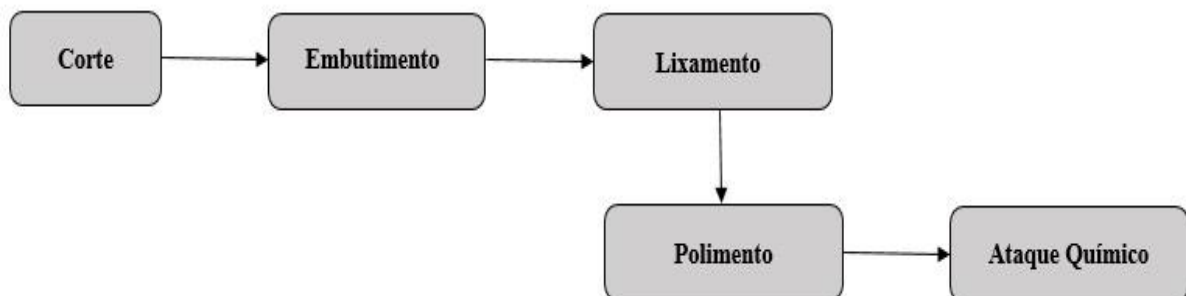 Corte
Embutimento
Lixamento
Polimento
Ataque Químico